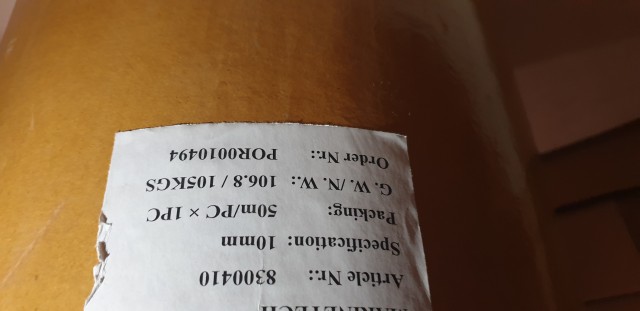 Article Nr.: 8300410
Specification: 10mm
Packing: 50m/PC × 1PC
G. W./N. W.: 106.8 / 105KGS
Order Nr.: POR0010494